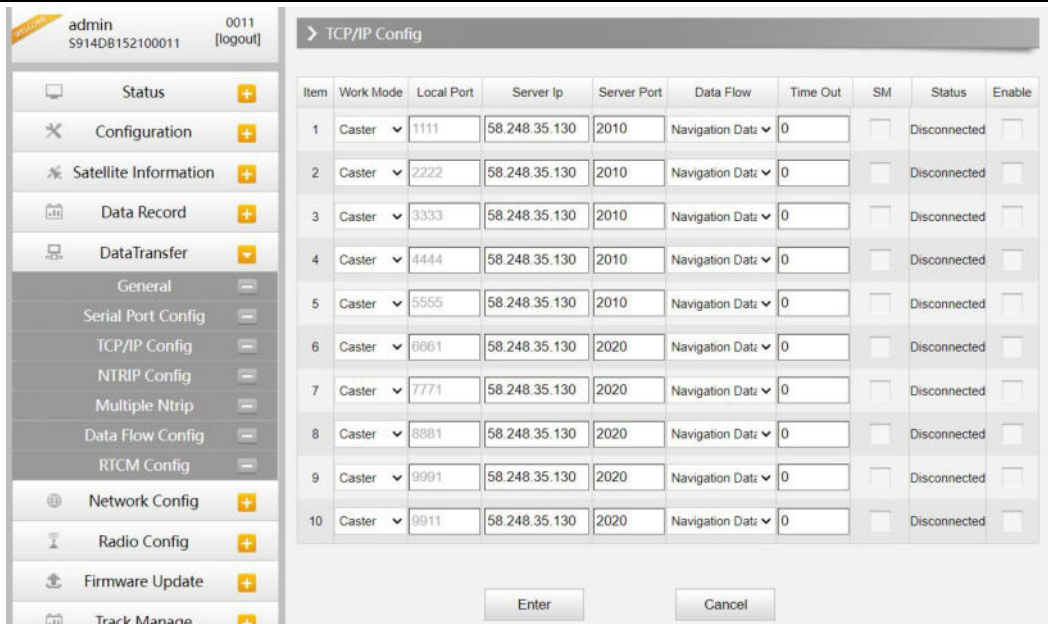 WELCOME
admin 0011
S914DB152100011 [logout]
Status
Configuration
Satellite Information
Data Record
DataTransfer
General
Serial Port Config
TCP/IP Config
NTRIP Config
Multiple Ntrip
Data Flow Config
RTCM Config
Network Config
Radio Config
Firmware Update
Track Manage
TCP/IP Config
Item Work Mode Local Port Server Ip Server Port Data Flow Time Out SM Status Enable
1 Caster 1111 58.248.35.130 2010 Navigation Data 0 Disconnected
2 Caster 2222 58.248.35.130 2010 Navigation Data 0 Disconnected
3 Caster 3333 58.248.35.130 2010 Navigation Data 0 Disconnected
4 Caster 4444 58.248.35.130 2010 Navigation Data 0 Disconnected
5 Caster 5555 58.248.35.130 2010 Navigation Data 0 Disconnected
6 Caster 6661 58.248.35.130 2020 Navigation Data 0 Disconnected
7 Caster 7771 58.248.35.130 2020 Navigation Data 0 Disconnected
8 Caster 8881 58.248.35.130 2020 Navigation Data 0 Disconnected
9 Caster 9991 58.248.35.130 2020 Navigation Data 0 Disconnected
10 Caster 9911 58.248.35.130 2020 Navigation Data 0 Disconnected
Enter Cancel